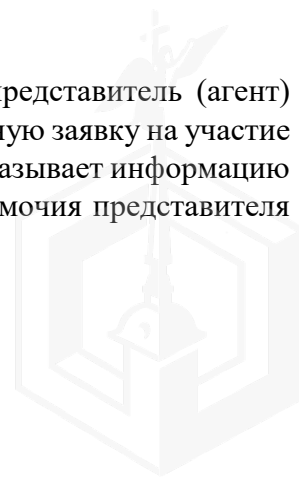 представитель (агент)
ную заявку на участие
азывает информацию
мочия представителя